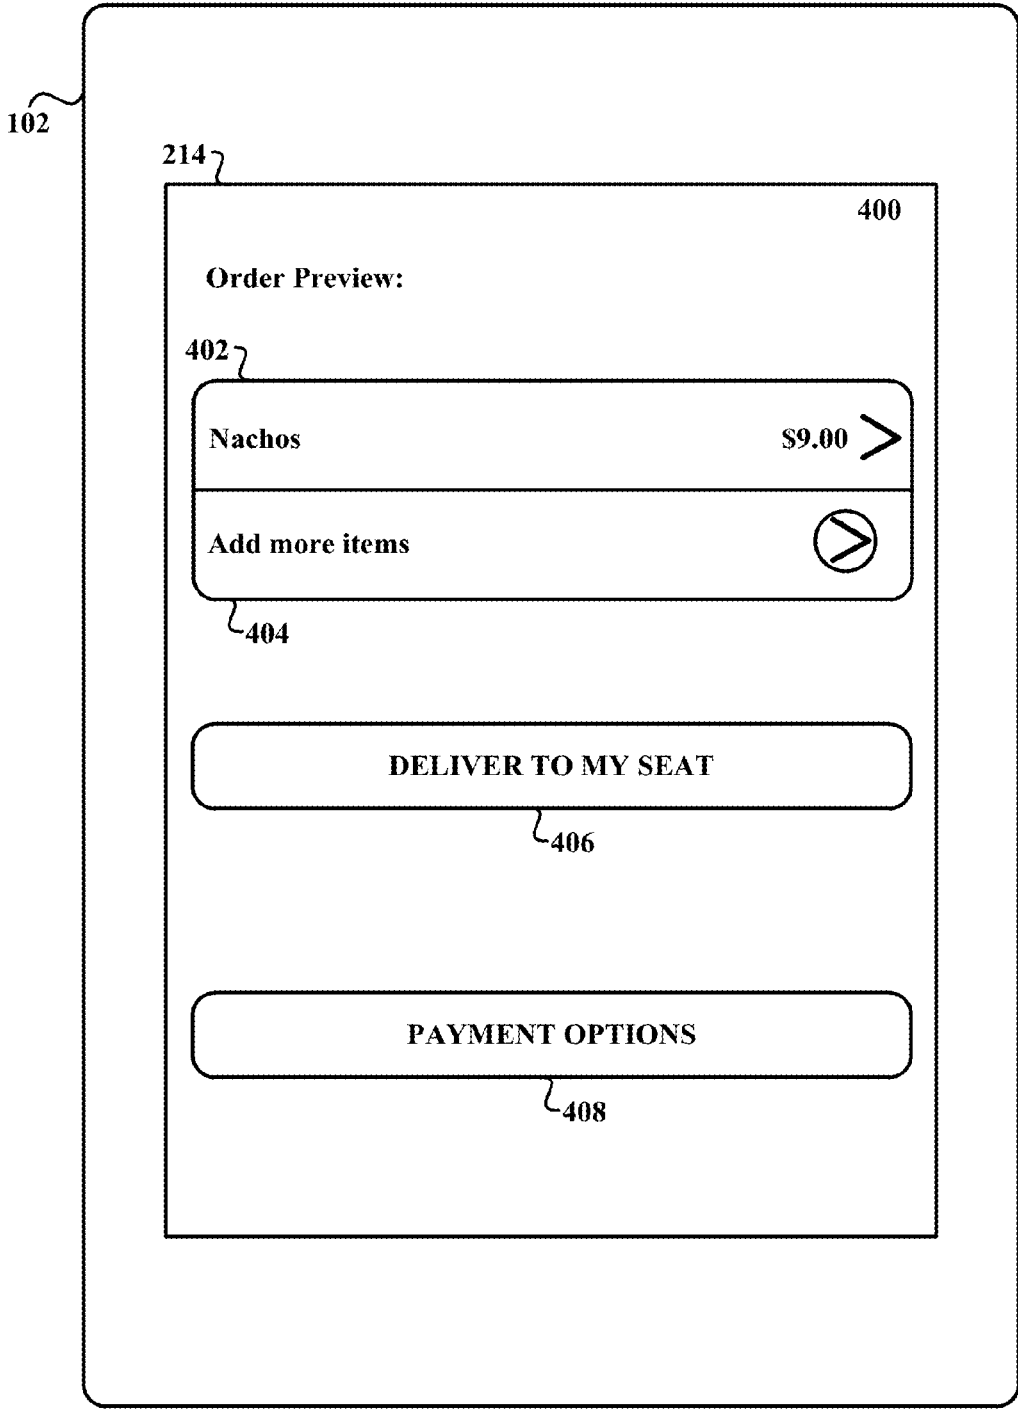 102
214
400
Order Preview:
402
Nachos $9.00
Add more items
404
DELIVER TO MY SEAT
406
PAYMENT OPTIONS
408